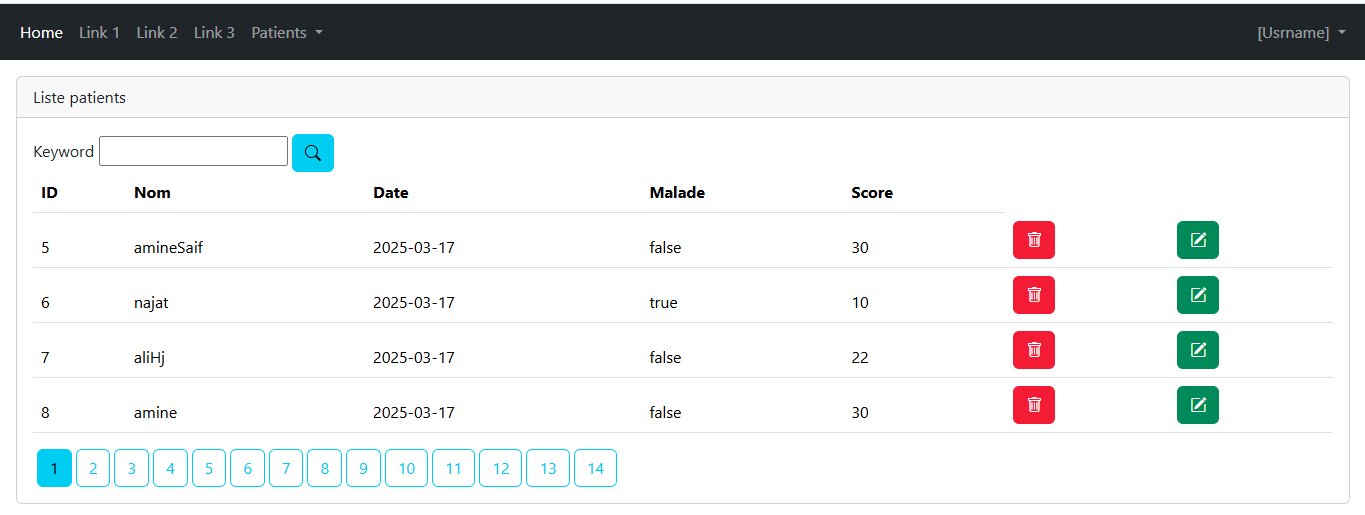 Home Link 1 Link 2 Link 3 Patients [Usrname]
Liste patients
Keyword
ID Nom Date Malade Score
5 amineSaif 2025-03-17 false 30
6 najat 2025-03-17 true 10
7 aliHj 2025-03-17 false 22
8 amine 2025-03-17 false 30
1 2 3 4 5 6 7 8 9 10 11 12 13 14